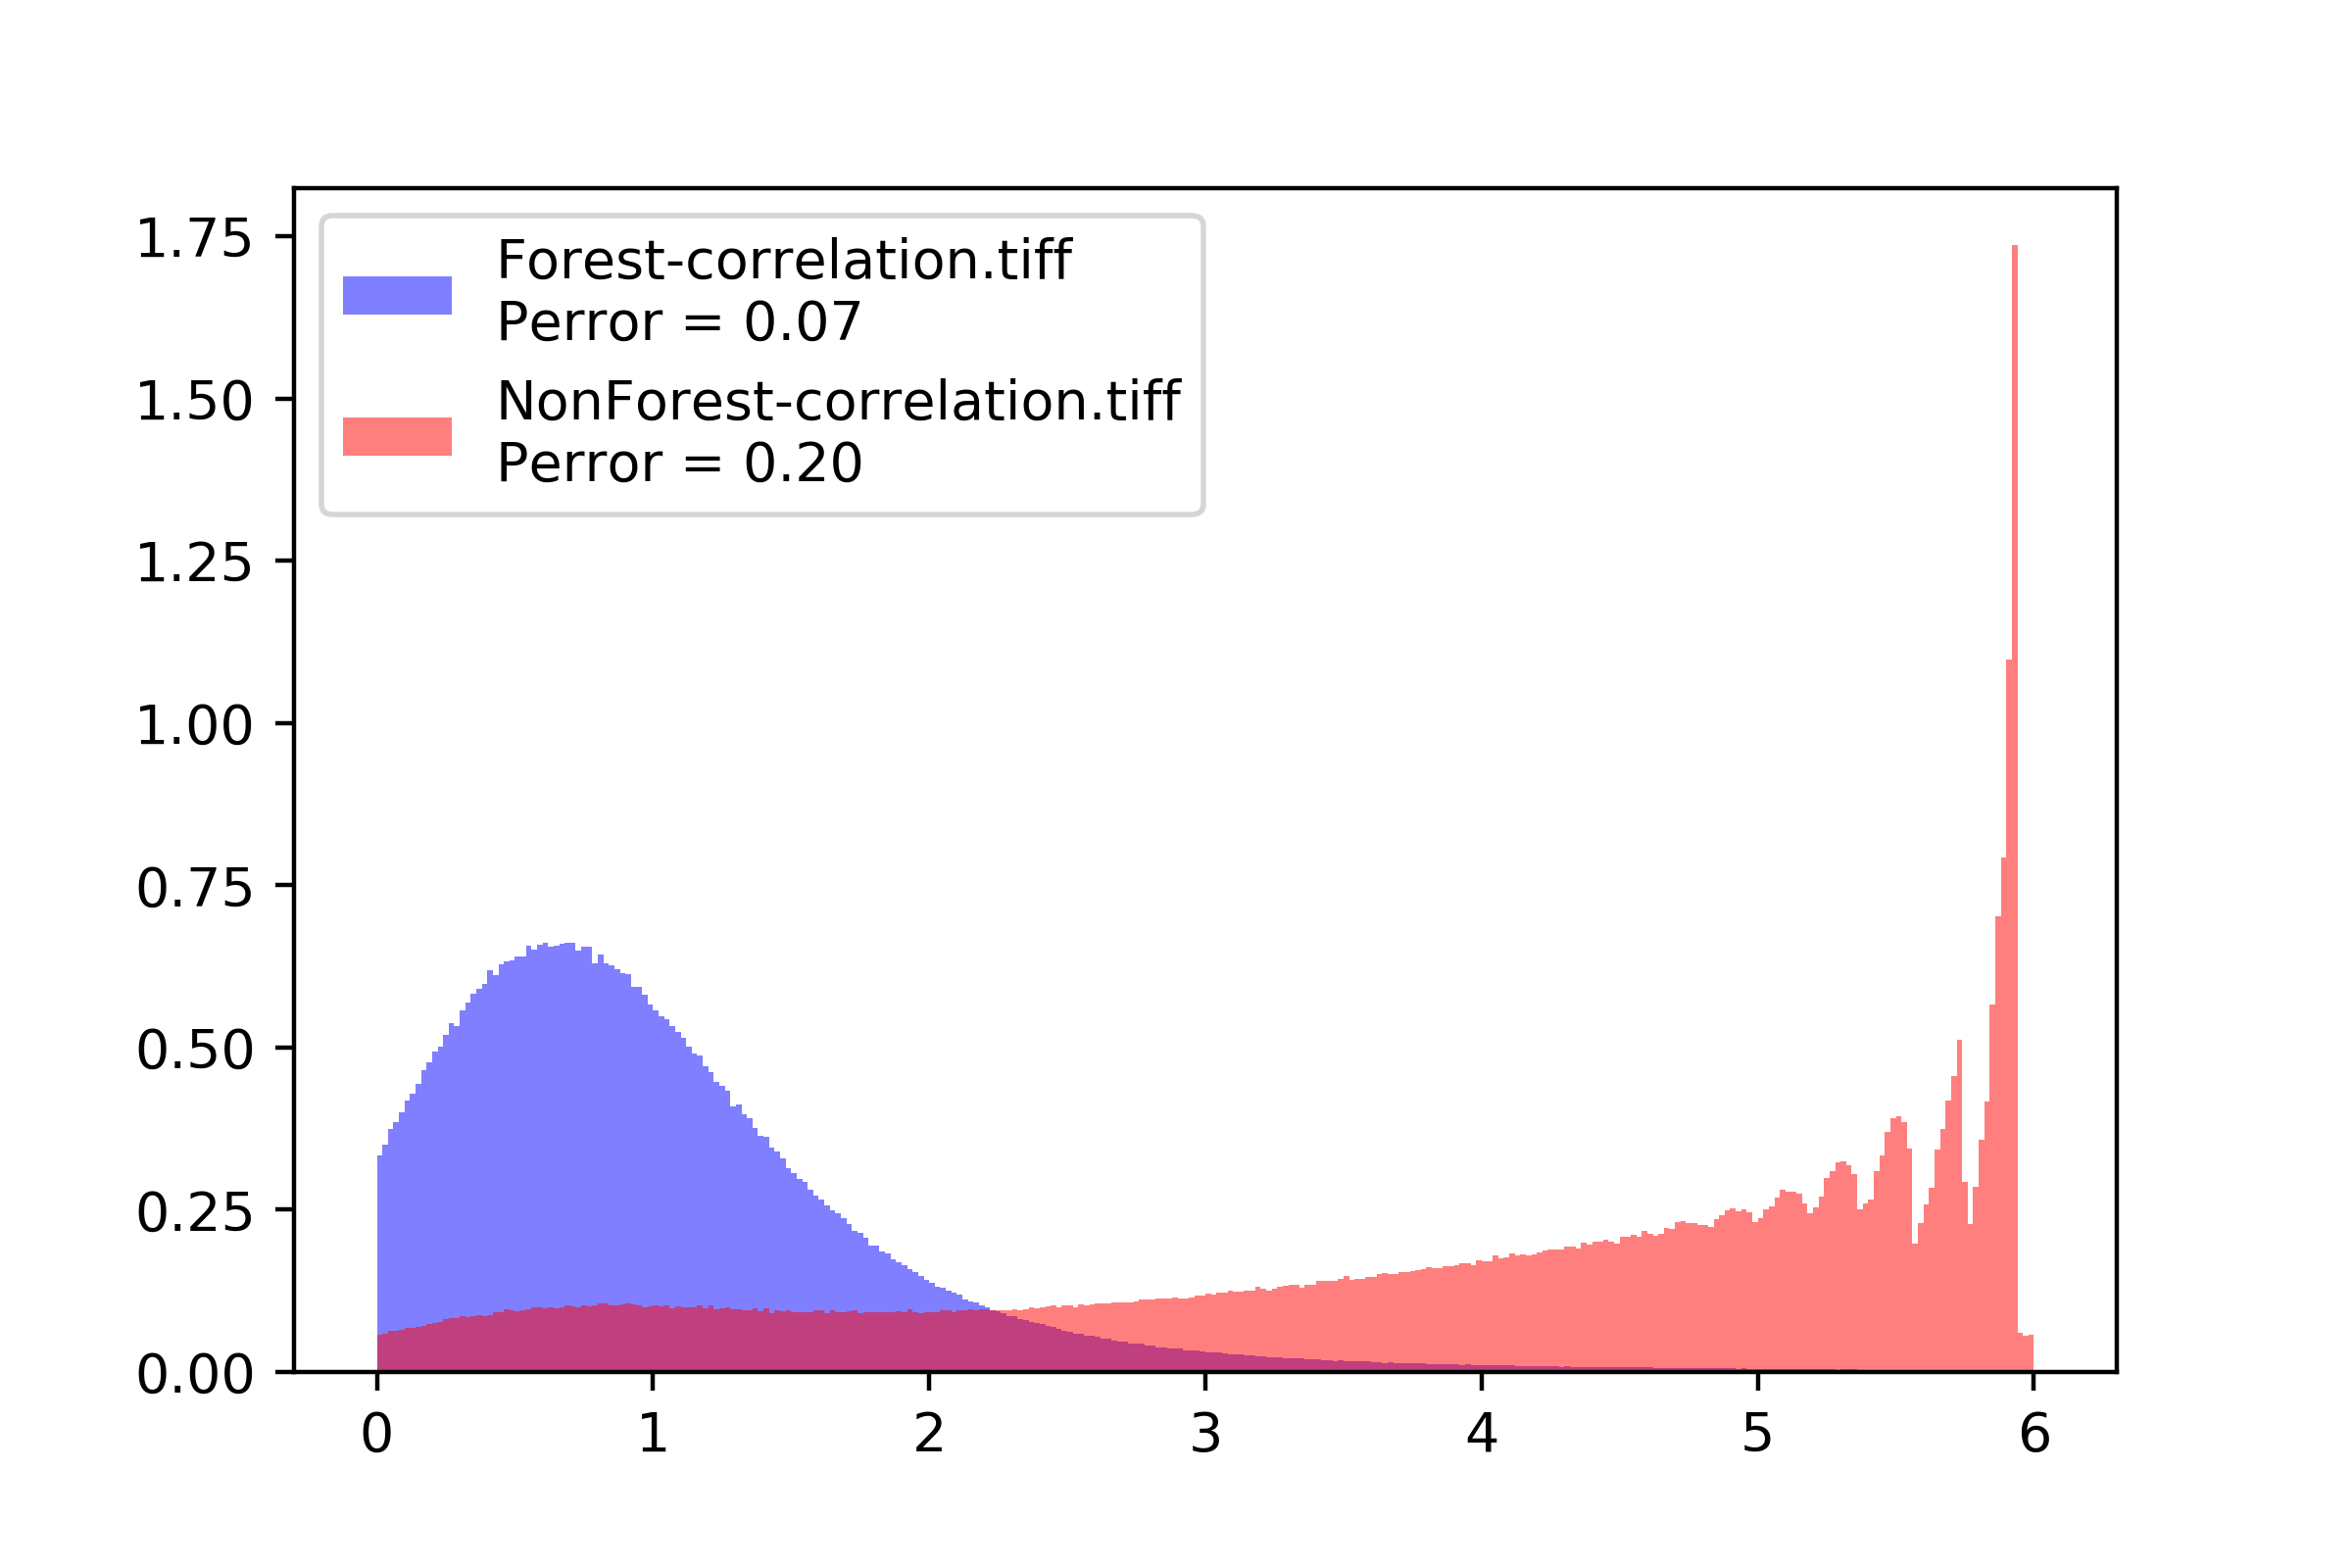 1.75
1.50
1.25
1.00
0.75
0.50
0.25
0.00
Forest-correlation.tiff
Perror = 0.07
NonForest-correlation.tiff
Perror = 0.20
0 1 2 3 4 5 6